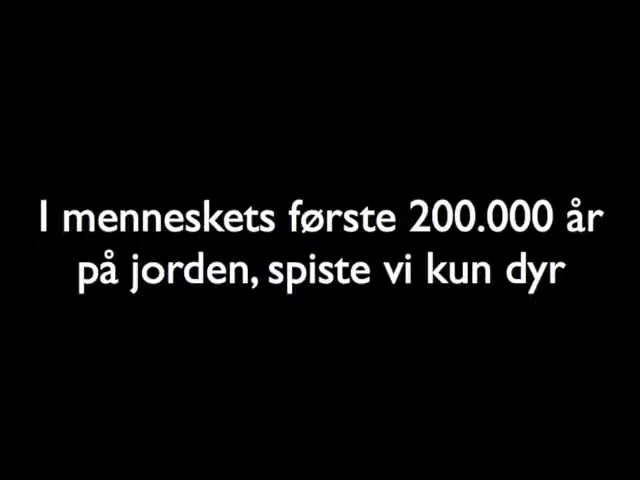 I menneskets første 200.000 år
på jorden, spiste vi kun dyr